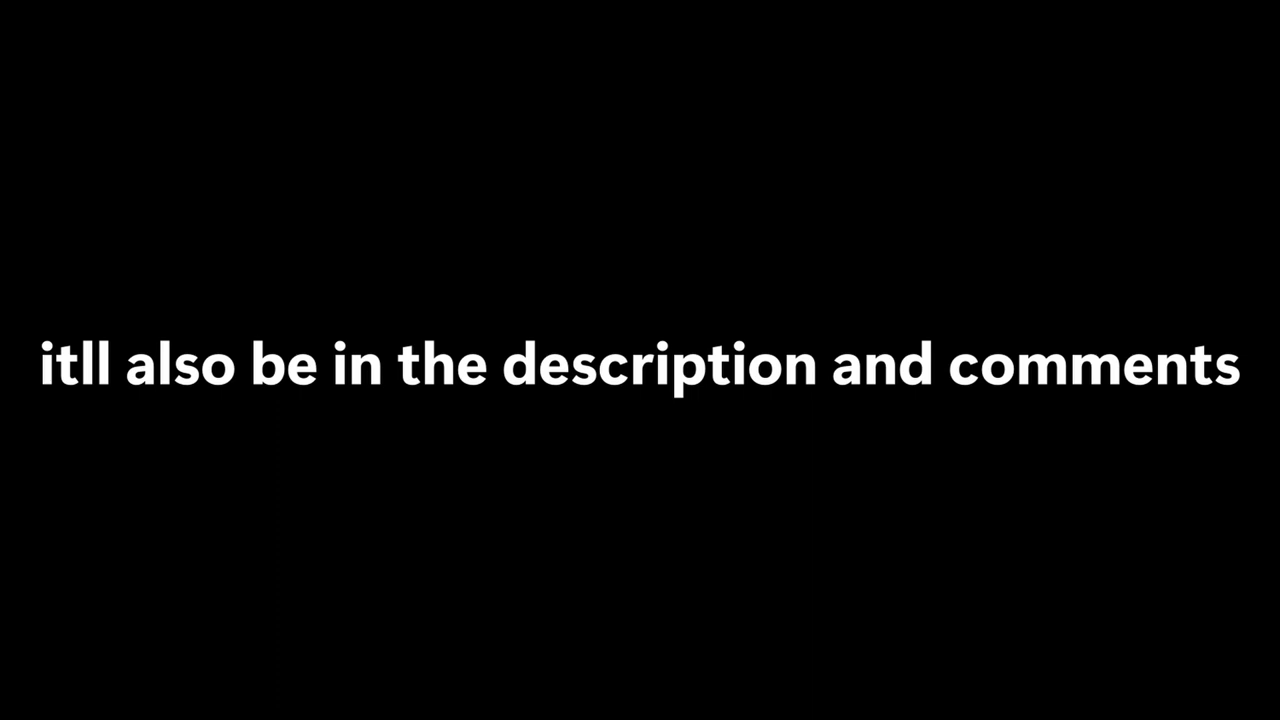 itll also be in the description and comments